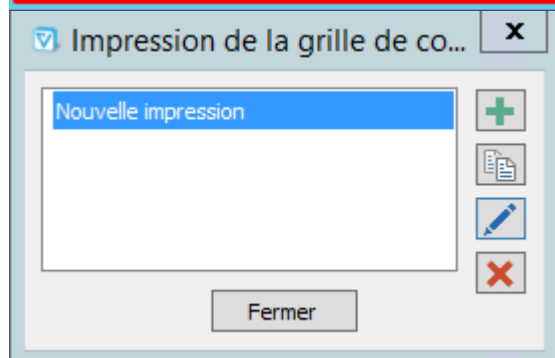 Impression de la grille de co...
Nouvelle impression
Fermer